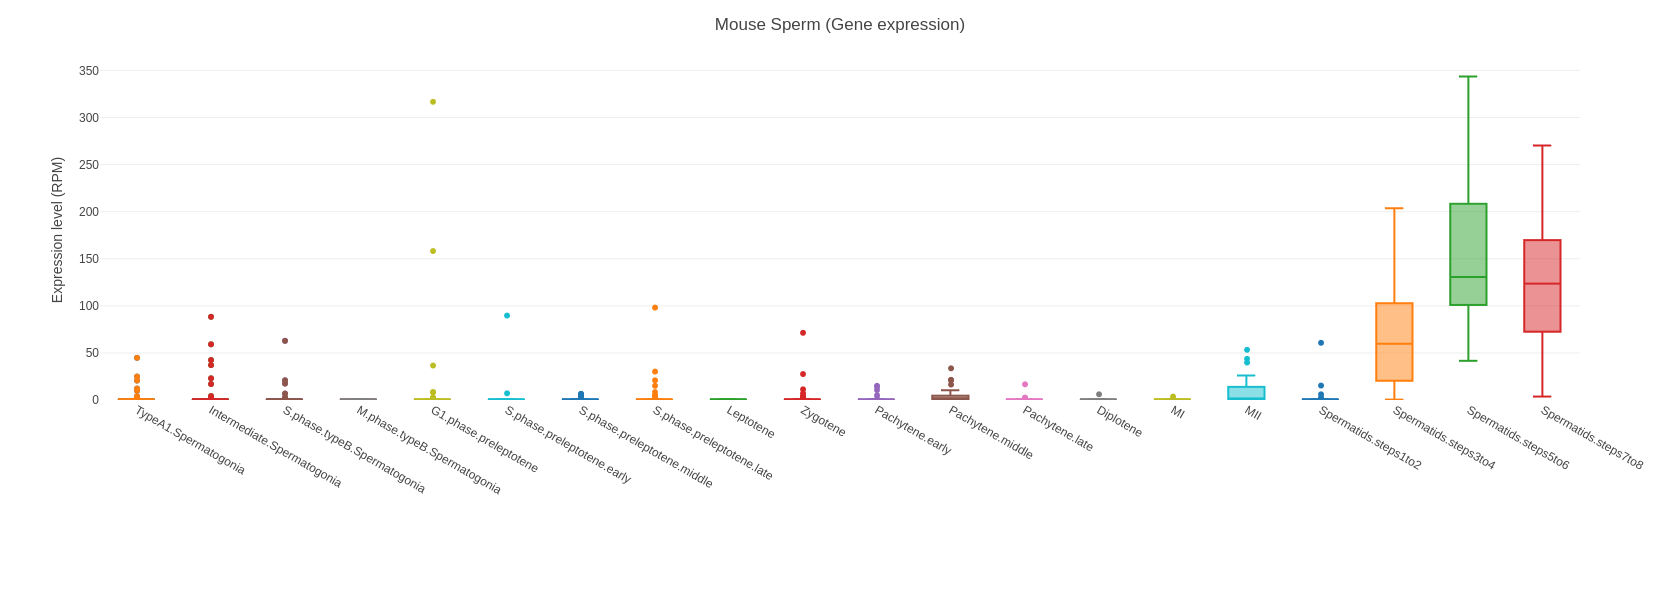 Mouse Sperm (Gene expression)
Expression level (RPM)
350
300
250
200
150
100
50
0
TypeA1.Spermatogonia
Intermediate.Spermatogonia
S.phase.typeB.Spermatogonia
M.phase.typeB.Spermatogonia
G1.phase.preleptotene
S.phase.preleptotene.early
S.phase.preleptotene.middle
S.phase.preleptotene.late
Leptotene
Zygotene
Pachytene.early
Pachytene.middle
Pachytene.late
Diplotene
MI
MII
Spermatids.steps1to2
Spermatids.steps3to4
Spermatids.steps5to6
Spermatids.steps7to8